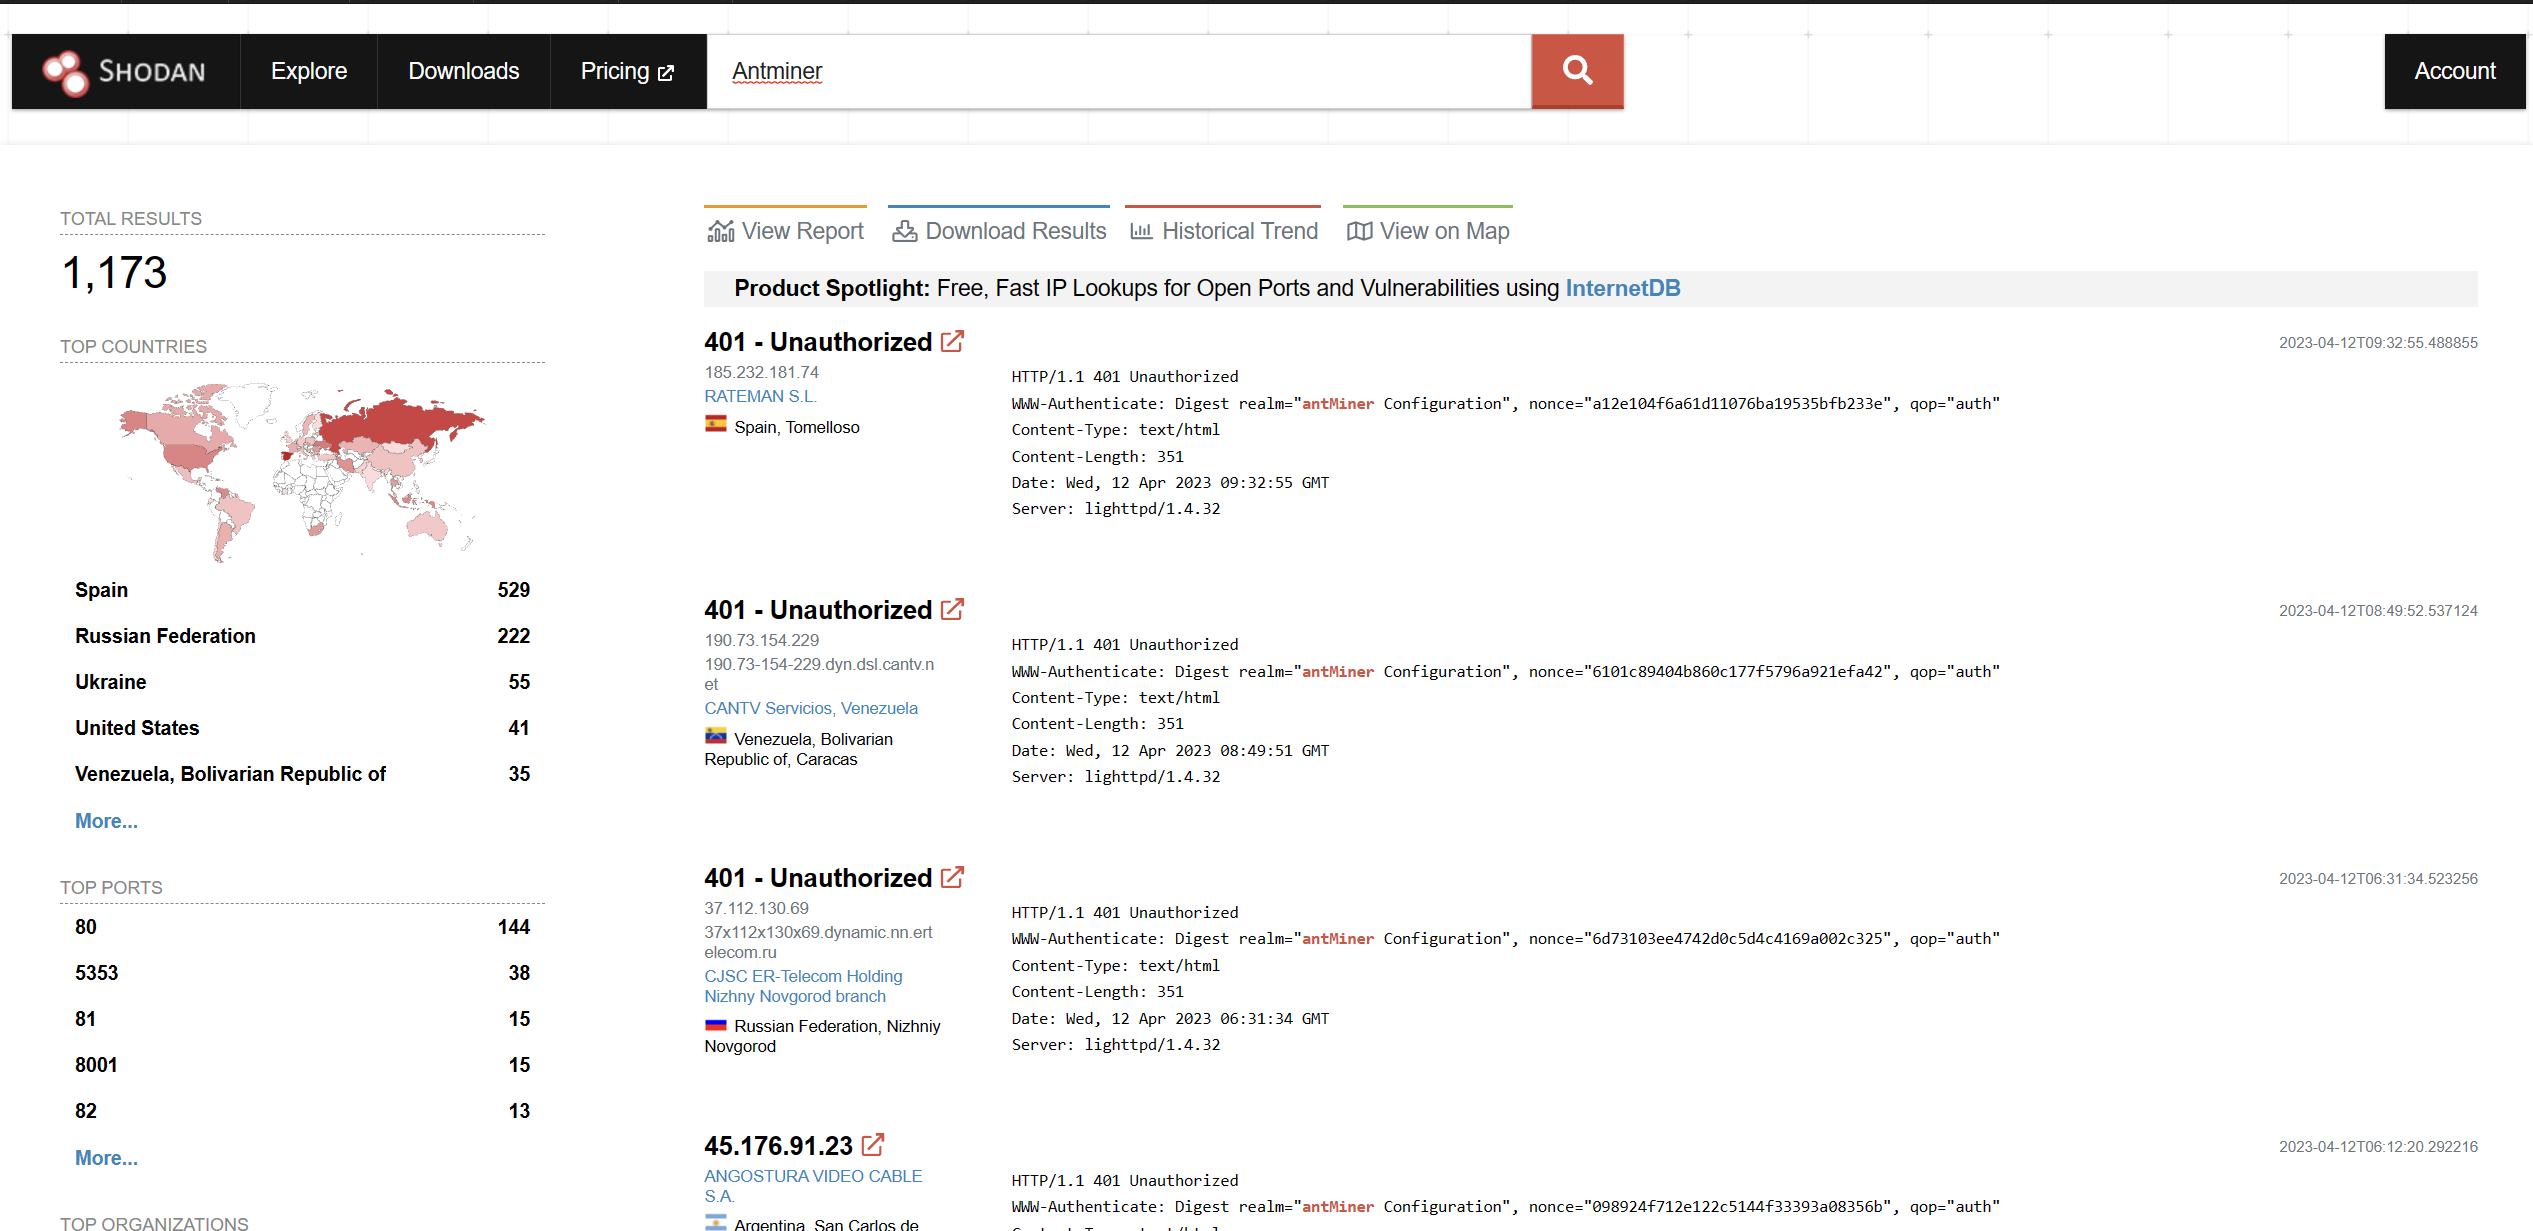 SHODAN
Explore
Downloads
Pricing
Antminer
Account
TOTAL RESULTS
1,173
TOP COUNTRIES
Spain 529
Russian Federation 222
Ukraine 55
United States 41
Venezuela, Bolivarian Republic of 35
More...
TOP PORTS
80 144
5353 38
81 15
8001 15
82 13
More...
TOP ORGANIZATIONS
View Report
Download Results
Historical Trend
View on Map
Product Spotlight: Free, Fast IP Lookups for Open Ports and Vulnerabilities using InternetDB
401 - Unauthorized
2023-04-12T09:32:55.488855
185.232.181.74
RATEMAN S.L.
Spain, Tomelloso
HTTP/1.1 401 Unauthorized
WWW-Authenticate: Digest realm="antMiner Configuration", nonce="a12e104f6a61d11076ba19535bfb233e", qop="auth"
Content-Type: text/html
Content-Length: 351
Date: Wed, 12 Apr 2023 09:32:55 GMT
Server: lighttpd/1.4.32
401 - Unauthorized
2023-04-12T08:49:52.537124
190.73.154.229
190.73-154-229.dyn.dsl.cantv.n
et
CANTV Servicios, Venezuela
Venezuela, Bolivarian
Republic of, Caracas
HTTP/1.1 401 Unauthorized
WWW-Authenticate: Digest realm="antMiner Configuration", nonce="6101c89404b860c177f5796a921efa42", qop="auth"
Content-Type: text/html
Content-Length: 351
Date: Wed, 12 Apr 2023 08:49:51 GMT
Server: lighttpd/1.4.32
401 - Unauthorized
2023-04-12T06:31:34.523256
37.112.130.69
37x112x130x69.dynamic.nn.ert
elecom.ru
CJSC ER-Telecom Holding
Nizhny Novgorod branch
Russian Federation, Nizhniy
Novgorod
HTTP/1.1 401 Unauthorized
WWW-Authenticate: Digest realm="antMiner Configuration", nonce="6d73103ee4742d0c5d4c4169a002c325", qop="auth"
Content-Type: text/html
Content-Length: 351
Date: Wed, 12 Apr 2023 06:31:34 GMT
Server: lighttpd/1.4.32
45.176.91.23
2023-04-12T06:12:20.292216
ANGOSTURA VIDEO CABLE
S.A.
Argentina, San Carlos de
HTTP/1.1 401 Unauthorized
WWW-Authenticate: Digest realm="antMiner Configuration", nonce="098924f712e122c5144f33393a08356b", qop="auth"